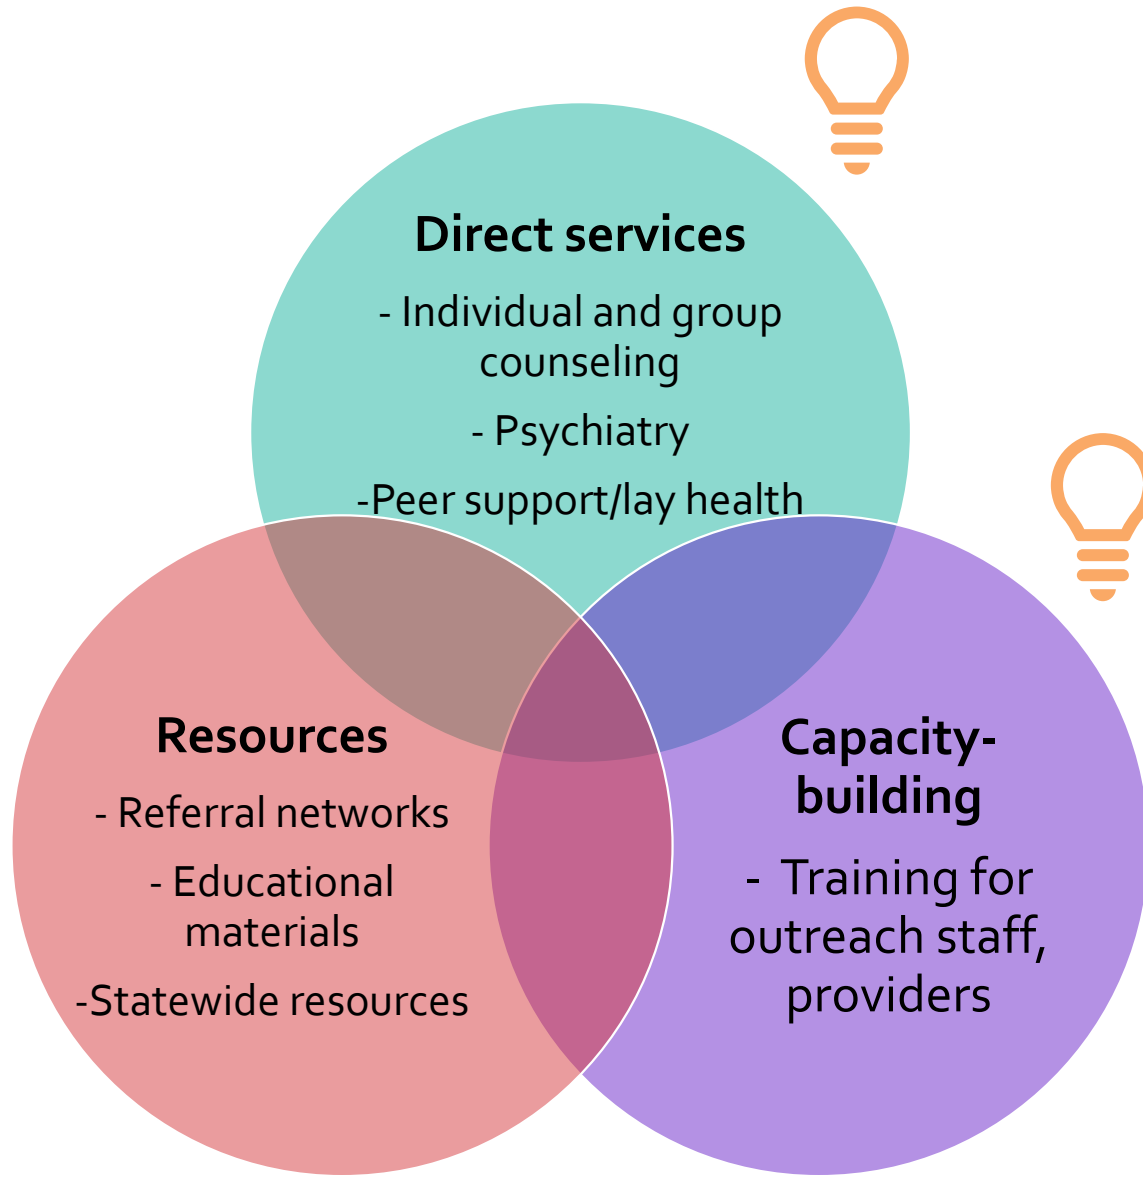 Direct services
- Individual and group
counseling
- Psychiatry
-Peer support/lay health
Resources
- Referral networks
- Educational
materials
-Statewide resources
Capacity-
building
- Training for
outreach staff,
providers